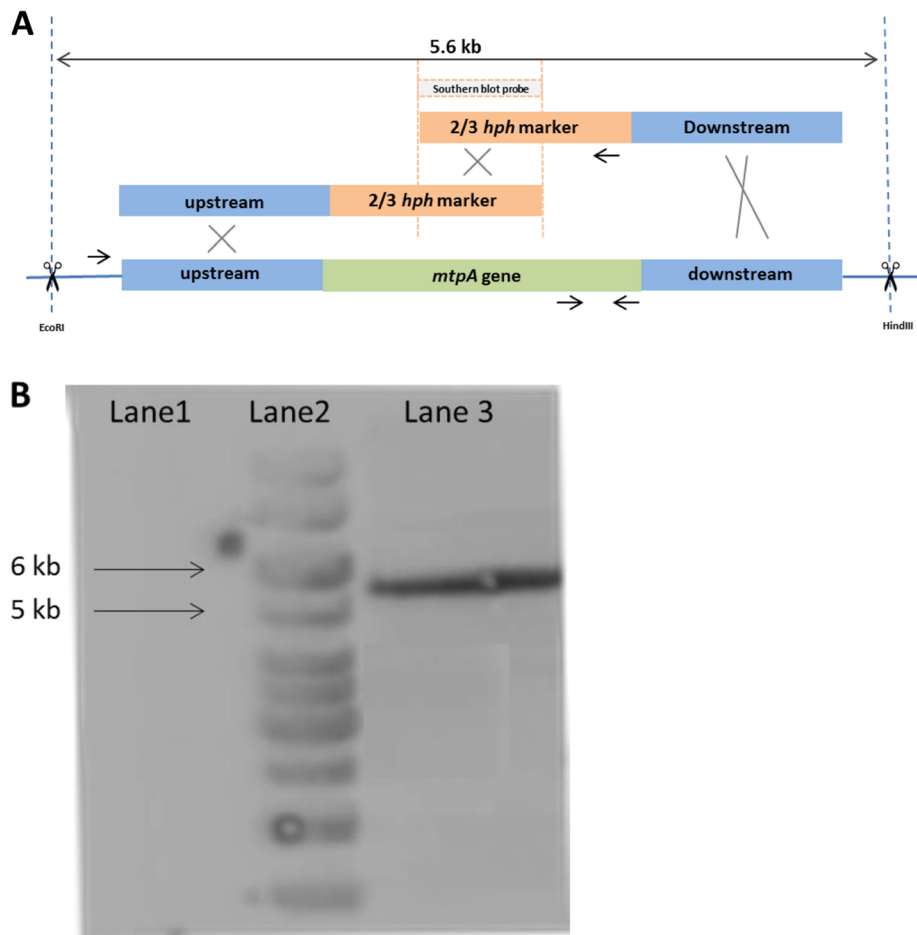 A
5.6 kb
Southern blot probe
2/3 hph marker
Downstream
upstream
2/3 hph marker
upstream
mtpA gene
downstream
EcoRI
HindIII
B
Lane1
Lane2
Lane 3
6 kb
5 kb